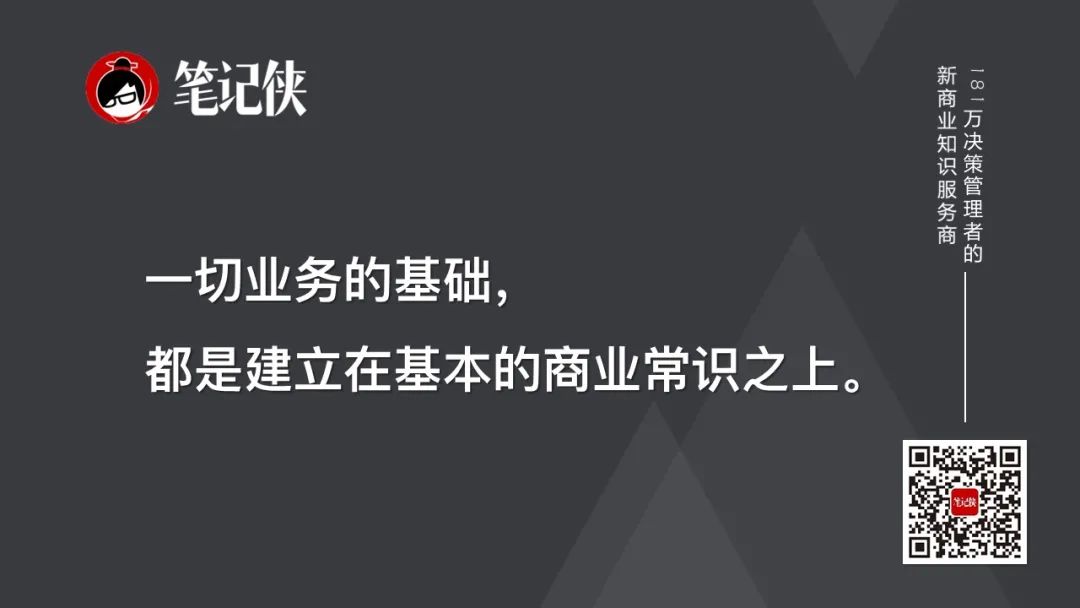 笔记侠
181万决策管理者的
新商业知识服务商
一切业务的基础，
都是建立在基本的商业常识之上。
笔记侠